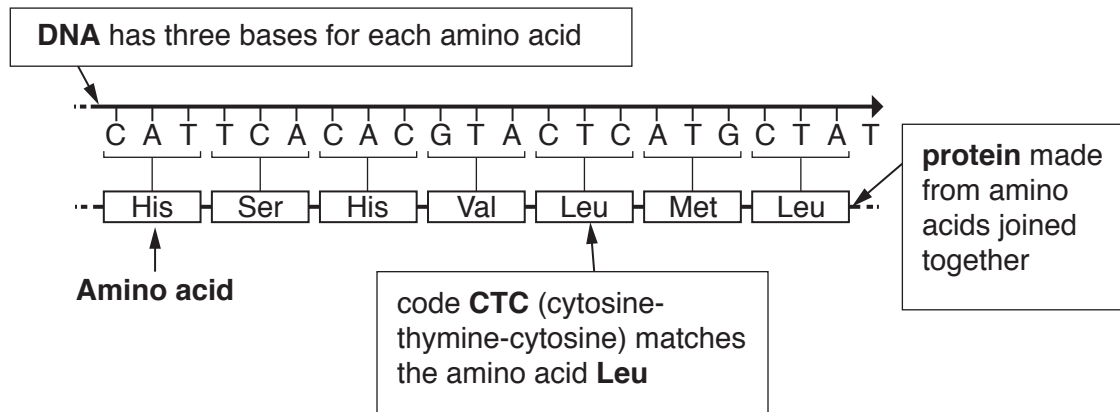 DNA has three bases for each amino acid
C A T T C A C A C G T A C T C A T G C T A T
His Ser His Val Leu Met Leu
protein made
from amino
acids joined
together
Amino acid
code CTC (cytosine-
thymine-cytosine) matches
the amino acid Leu